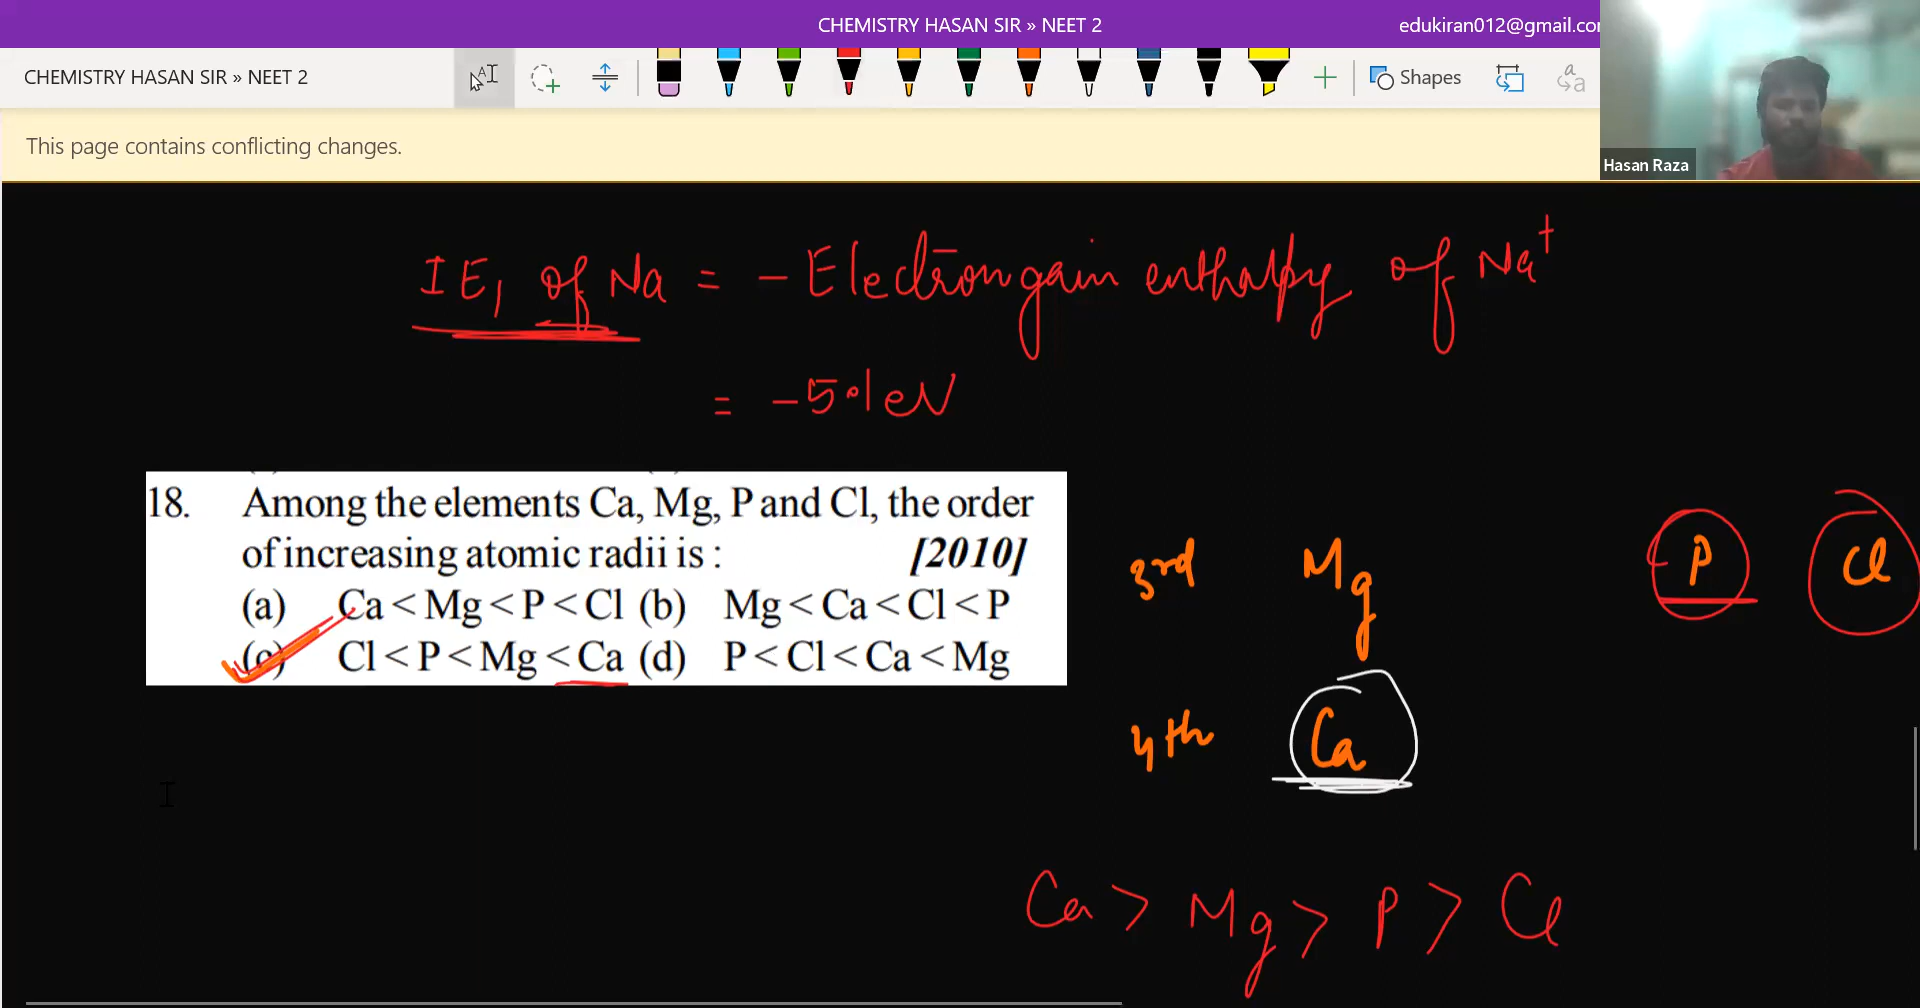 CHEMISTRY HASAN SIR » NEET 2
edukiran012@gmail.co
CHEMISTRY HASAN SIR » NEET 2
Shapes
This page contains conflicting changes.
Hasan Raza
IE₁ of Na = - Electron gain enthalpy of Na⁺
= -5.1 eV
18. Among the elements Ca, Mg, P and Cl, the order
of increasing atomic radii is : [2010]
(a) Ca < Mg < P < Cl (b) Mg < Ca < Cl < P
(c) Cl < P < Mg < Ca (d) P < Cl < Ca < Mg
3rd Mg P Cl
4th Ca
Ca > Mg > P > Cl